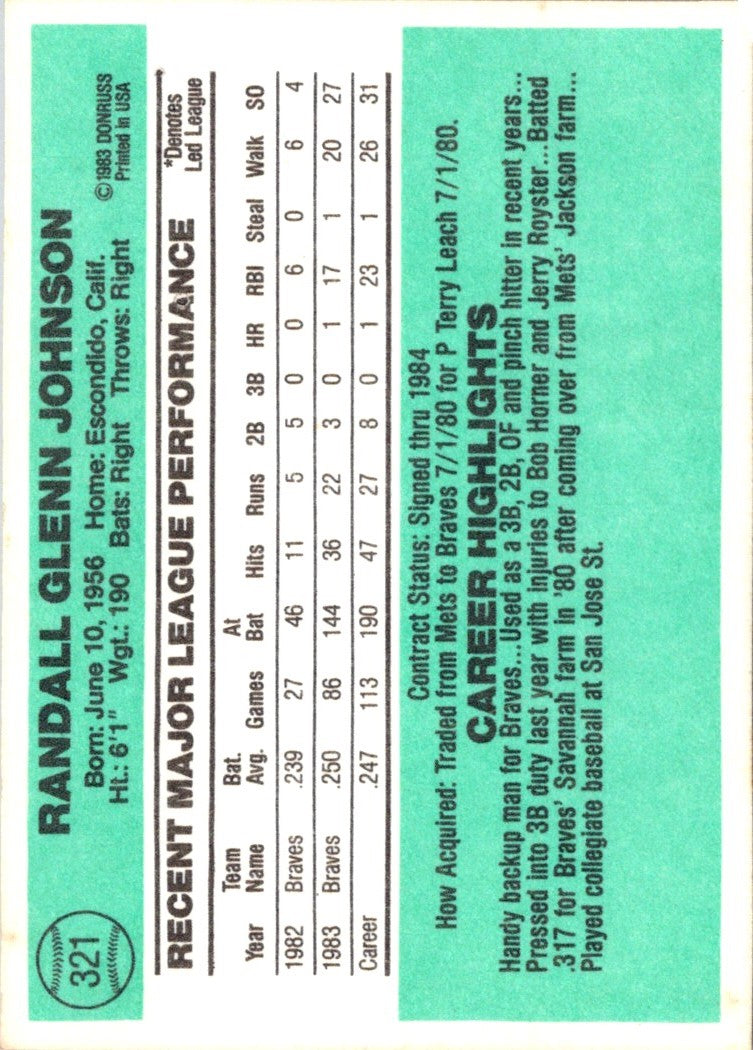 321
RANDALL GLENN JOHNSON
Born: June 10, 1956 Home: Escondido, Calif.
Ht.: 6'1" Wgt.: 190 Bats: Right Throws: Right
©1983 DONRUSS
Printed in USA
RECENT MAJOR LEAGUE PERFORMANCE
*Denotes
Led League
Year Team Name Bat. Avg. Games At Bat Hits Runs 2B 3B HR RBI Steal Walk SO
1982 Braves .239 27 46 11 5 5 0 0 6 0 6 4
1983 Braves .250 86 144 36 22 3 0 1 17 1 20 27
Career .247 113 190 47 27 8 0 1 23 1 26 31
Contract Status: Signed thru 1984
How Acquired: Traded from Mets to Braves 7/1/80 for P Terry Leach 7/1/80.
CAREER HIGHLIGHTS
Handy backup man for Braves...Used as a 3B, 2B, OF and pinch hitter in recent years...
Pressed into 3B duty last year with injuries to Bob Horner and Jerry Royster...Batted
.317 for Braves' Savannah farm in '80 after coming over from Mets' Jackson farm...
Played collegiate baseball at San Jose St.